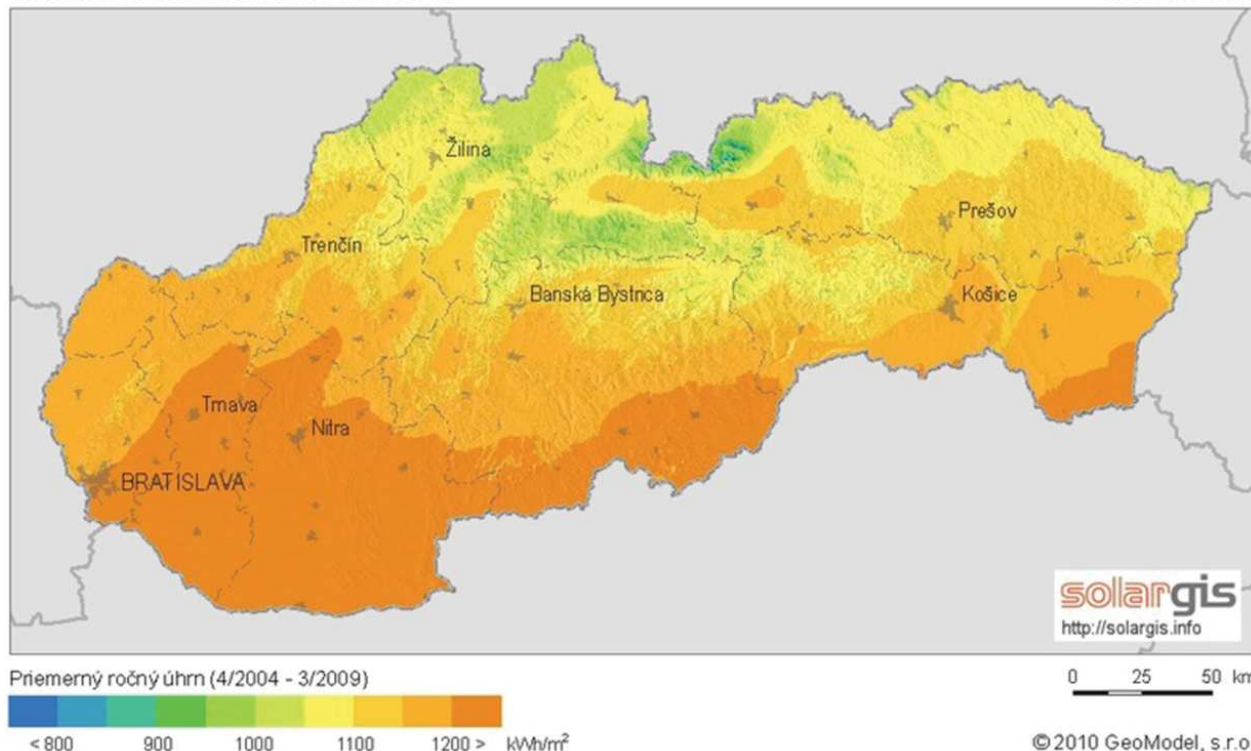 Žilina
Prešov
Trenčín
Banská Bystrica
Košice
Trnava
Nitra
BRATISLAVA
solargis
http://solargis.info
Priemerný ročný úhrn (4/2004 - 3/2009)
0 25 50 km
< 800 900 1000 1100 1200 > kWh/m²
© 2010 GeoModel, s.r.o